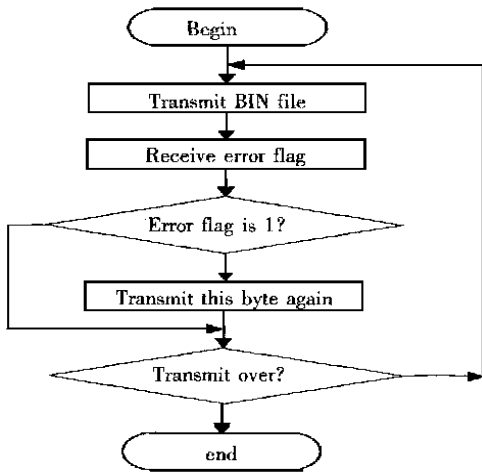 Begin
Transmit BIN file
Receive error flag
Error flag is 1?
Transmit this byte again
Transmit over?
end